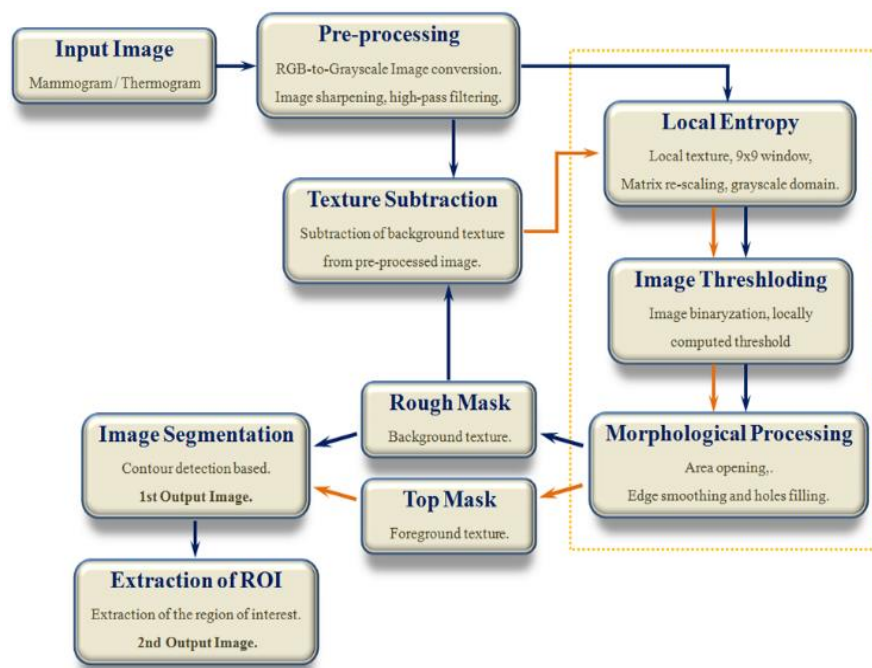 Input Image
Mammogram / Thermogram
Pre-processing
RGB-to-Grayscale Image conversion.
Image sharpening, high-pass filtering.
Local Entropy
Local texture, 9x9 window,
Matrix re-scaling, grayscale domain.
Texture Subtraction
Subtraction of background texture
from pre-processed image.
Image Threshloding
Image binaryzation, locally
computed threshold
Rough Mask
Background texture.
Morphological Processing
Area opening,.
Edge smoothing and holes filling.
Image Segmentation
Contour detection based.
1st Output Image.
Top Mask
Foreground texture.
Extraction of ROI
Extraction of the region of interest.
2nd Output Image.